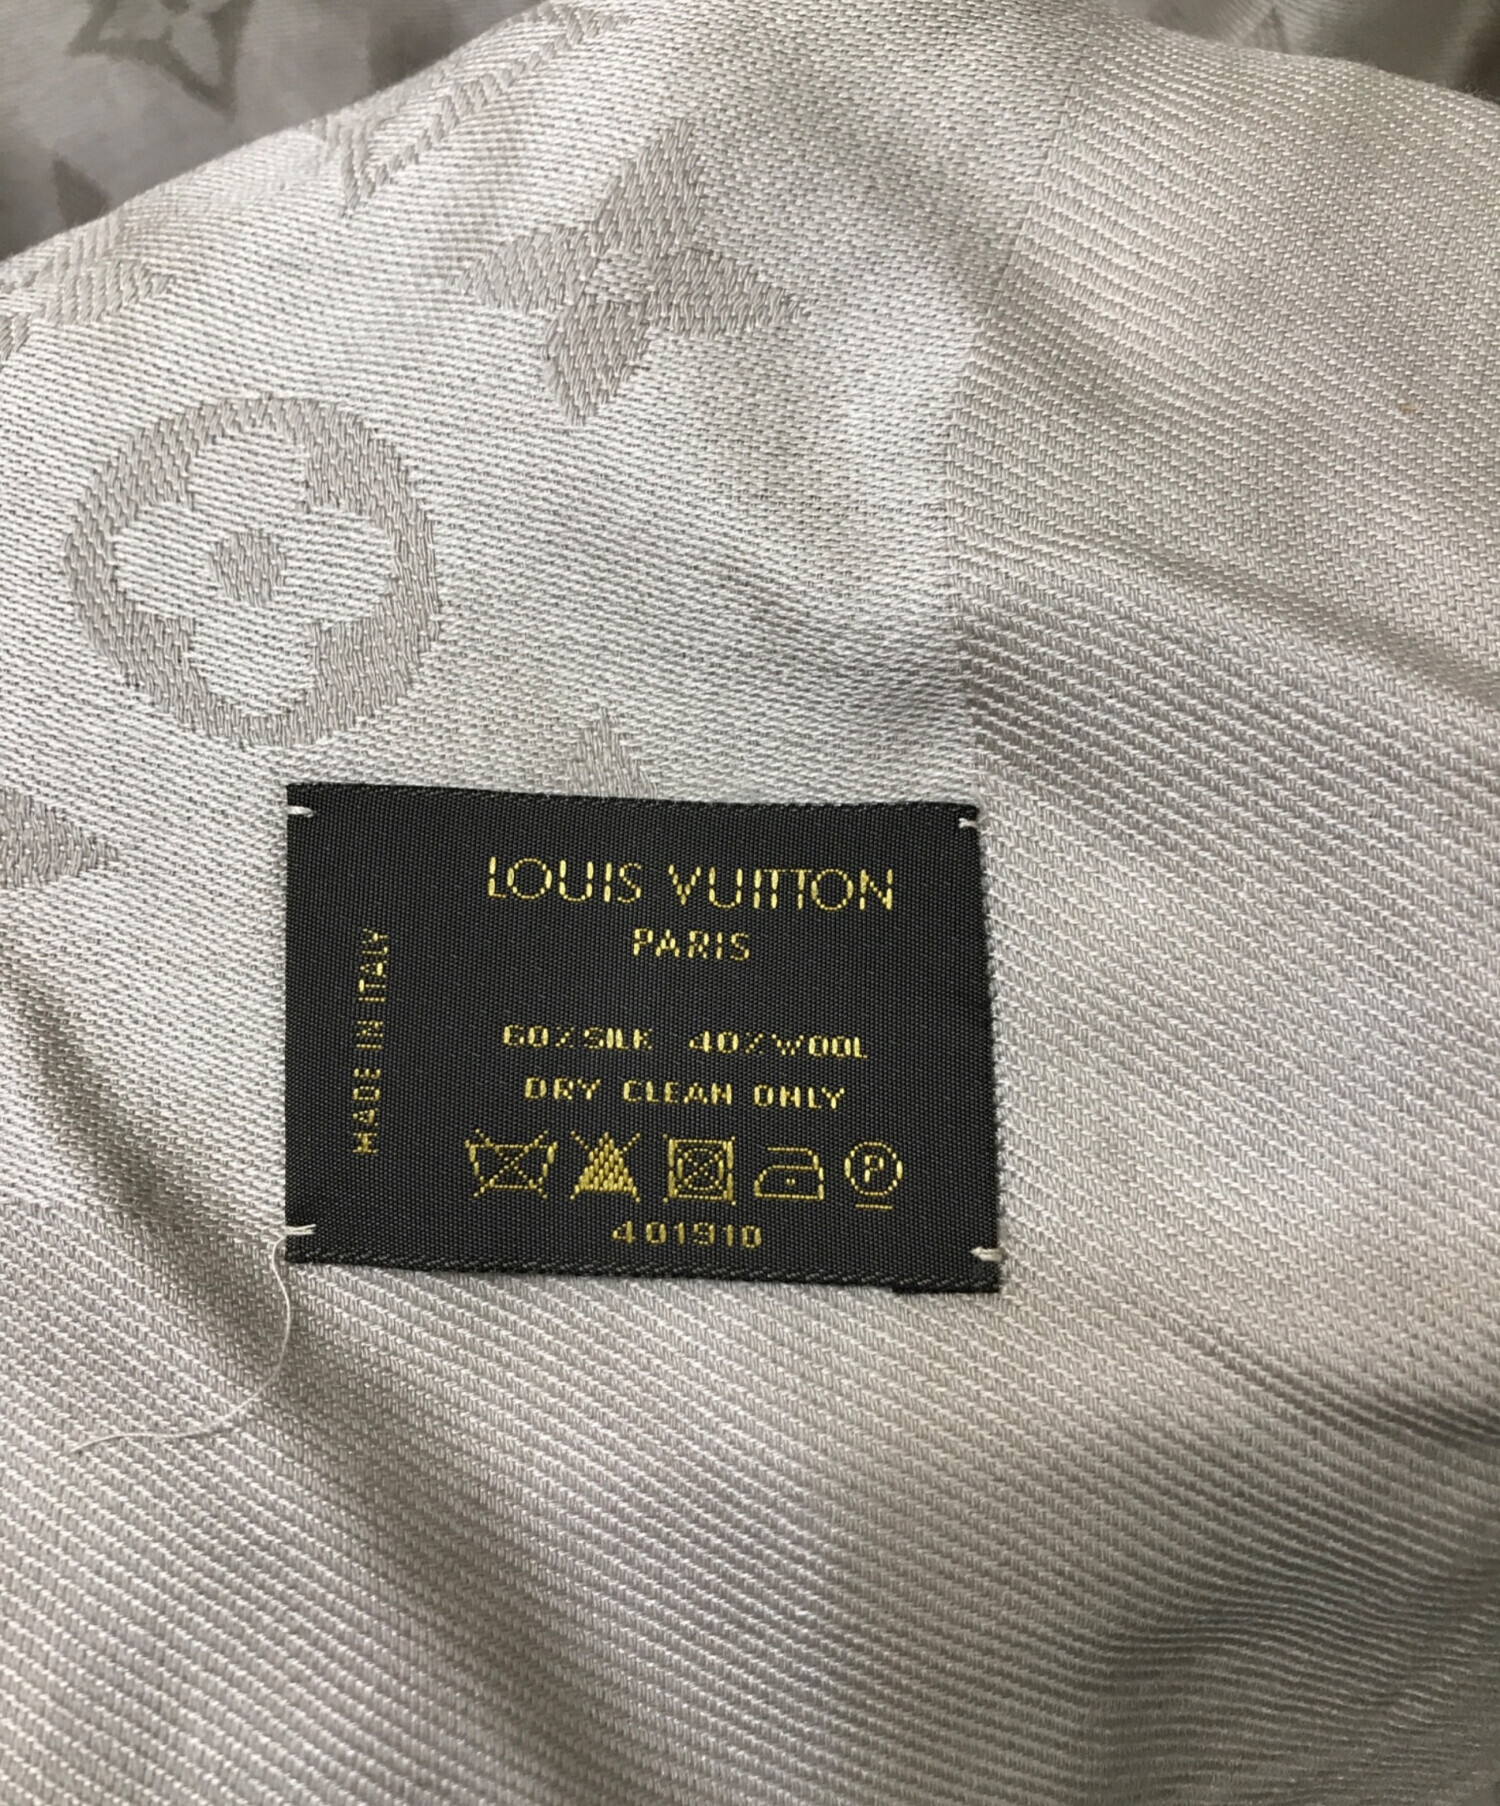 LOUIS VUITTON
PARIS
60%SILK 40%WOOL
DRY CLEAN ONLY
P
401910
MADE IN ITALY